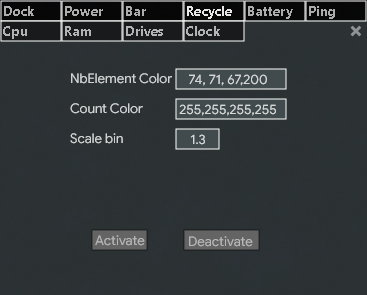 Dock Power Bar Recycle Battery Ping
Cpu Ram Drives Clock ×
NbElement Color 74, 71, 67,200
Count Color 255,255,255,255
Scale bin 1.3
Activate Deactivate